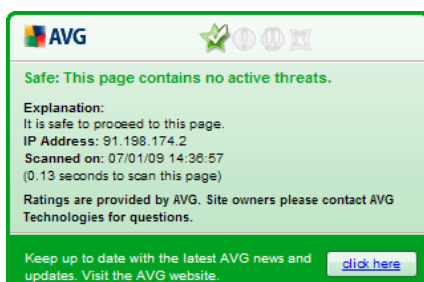 AVG
Safe: This page contains no active threats.
Explanation:
It is safe to proceed to this page.
IP Address: 91.198.174.2
Scanned on: 07/01/09 14:36:57
(0.13 seconds to scan this page)
Ratings are provided by AVG. Site owners please contact AVG
Technologies for questions.
Keep up to date with the latest AVG news and
updates. Visit the AVG website.
click here